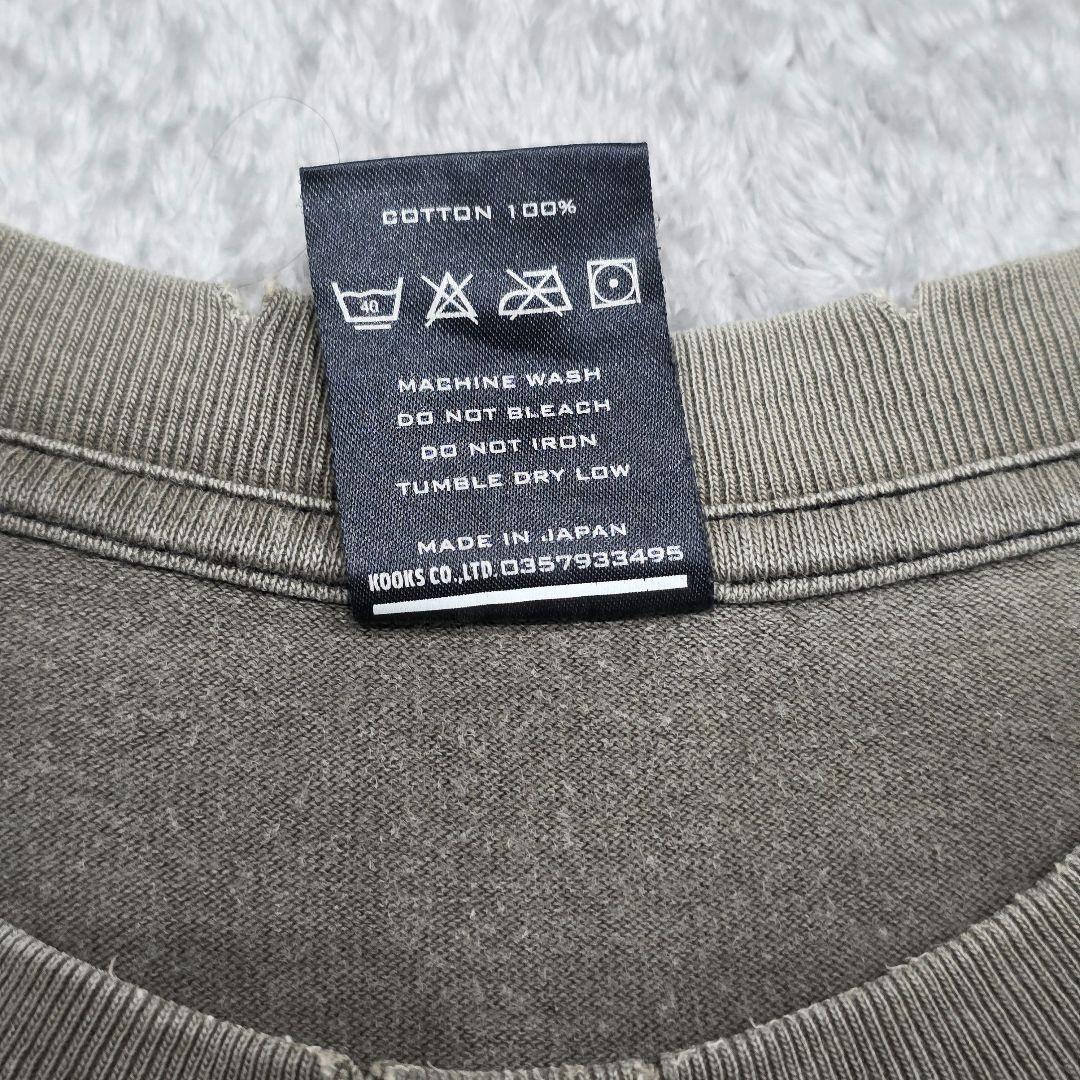 COTTON 100%
40
MACHINE WASH
DO NOT BLEACH
DO NOT IRON
TUMBLE DRY LOW
MADE IN JAPAN
KOOKS CO.,LTD. 0357933495